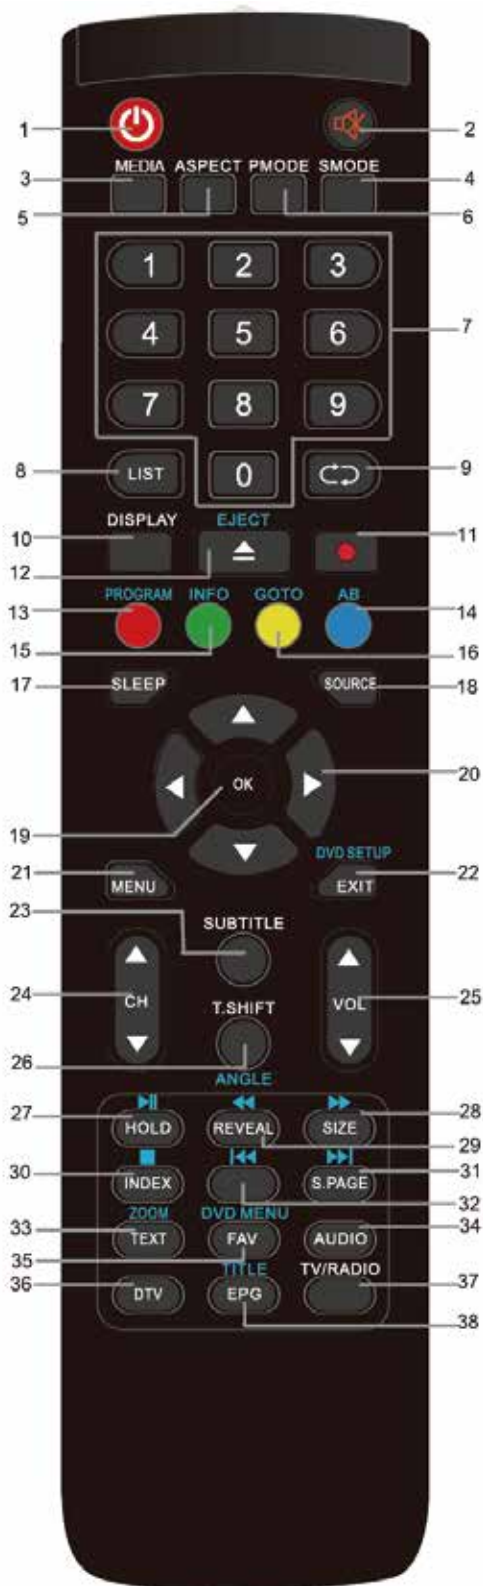 1 2
MEDIA ASPECT PMODE SMODE
3 4
5 6
1 2 3
7
4 5 6
7 8 9
8 LIST 0 9
DISPLAY EJECT
10 11
12
PROGRAM INFO GOTO AB
13 14
15 16
17 SLEEP SOURCE 18
20
OK
19
DVD SETUP
21 22
MENU EXIT
23
SUBTITLE
24 CH VOL 25
T.SHIFT
26
ANGLE
27 HOLD REVEAL SIZE 28
29
30 INDEX S.PAGE 31
32
ZOOM DVD MENU
33 TEXT FAV AUDIO 34
35 TITLE TV/RADIO
36 DTV EPG 37
38